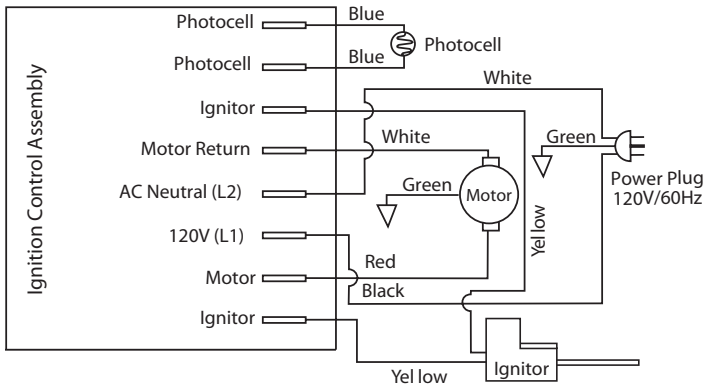 Ignition Control Assembly
Photocell
Blue
Photocell
Blue
Photocell
Ignitor
White
Motor Return
White
Green
Power Plug
120V/60Hz
AC Neutral (L2)
Green
Motor
120V (L1)
Yel low
Motor
Red
Black
Ignitor
Yel low
Ignitor